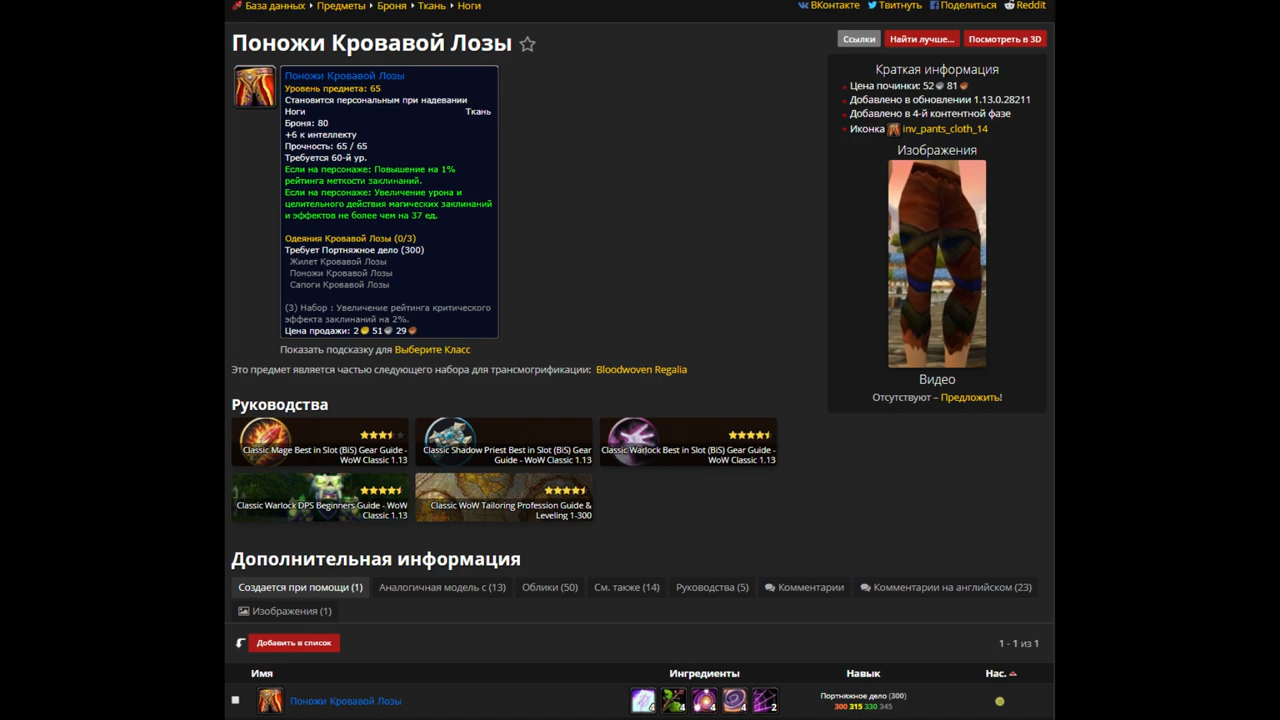 База данных Предметы Броня Ткань Ноги
ВКонтакте Твитнуть Поделиться Reddit
Поножи Кровавой Лозы
Ссылки Найти лучше... Посмотреть в 3D
Поножи Кровавой Лозы
Уровень предмета: 65
Становится персональным при надевании
Ноги Ткань
Броня: 80
+6 к интеллекту
Прочность: 65 / 65
Требуется 60-й ур.
Если на персонаже: Повышение на 1%
рейтинга меткости заклинаний.
Если на персонаже: Увеличение урона и
целительного действия магических заклинаний
и эффектов не более чем на 37 ед.
Одеяния Кровавой Лозы (0/3)
Требует Портняжное дело (300)
Жилет Кровавой Лозы
Поножи Кровавой Лозы
Сапоги Кровавой Лозы
(3) Набор : Увеличение рейтинга критического
эффекта заклинаний на 2%.
Цена продажи: 2 51 29
Показать подсказку для Выберите Класс
Краткая информация
Цена починки: 52 81
Добавлено в обновлении 1.13.0.28211
Добавлено в 4-й контентной фазе
Иконка inv_pants_cloth_14
Изображения
Видео
Отсутствуют – Предложить!
Это предмет является частью следующего набора для трансмогрификации: Bloodwoven Regalia
Руководства
Classic Mage Best in Slot (BiS) Gear Guide -
WoW Classic 1.13
Classic Shadow Priest Best in Slot (BiS) Gear
Guide - WoW Classic 1.13
Classic Warlock Best in Slot (BiS) Gear Guide -
WoW Classic 1.13
Classic Warlock DPS Beginners Guide - WoW
Classic 1.13
Classic WoW Tailoring Profession Guide &
Leveling 1-300
Дополнительная информация
Создается при помощи (1) Аналогичная модель с (13) Облики (50) См. также (14) Руководства (5) Комментарии Комментарии на английском (23)
Изображения (1)
Добавить в список 1 - 1 из 1
Имя Ингредиенты Навык Нас.
Поножи Кровавой Лозы 4 4 4 4 2 Портняжное дело (300)
300 315 330 345